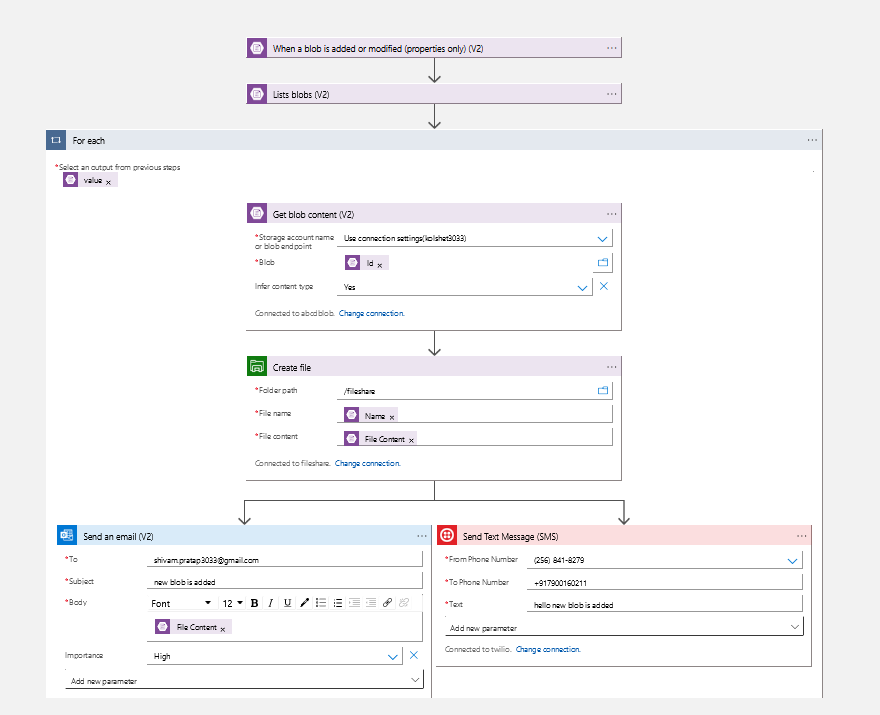 When a blob is added or modified (properties only) (V2)
Lists blobs (V2)
For each
*Select an output from previous steps
value x
Get blob content (V2)
*Storage account name or blob endpoint
Use connection settings(kolshet3033)
*Blob
Id x
Infer content type
Yes
Connected to abcdblob. Change connection.
Create file
*Folder path
/fileshare
*File name
Name x
*File content
File Content x
Connected to fileshare. Change connection.
Send an email (V2)
*To
shivam.pratap3033@gmail.com
*Subject
new blob is added
*Body
Font 12 B I U
File Content x
Importance
High
Add new parameter
Send Text Message (SMS)
*From Phone Number
(256) 841-8279
*To Phone Number
+917900160211
*Text
hello new blob is added
Add new parameter
Connected to twilio. Change connection.